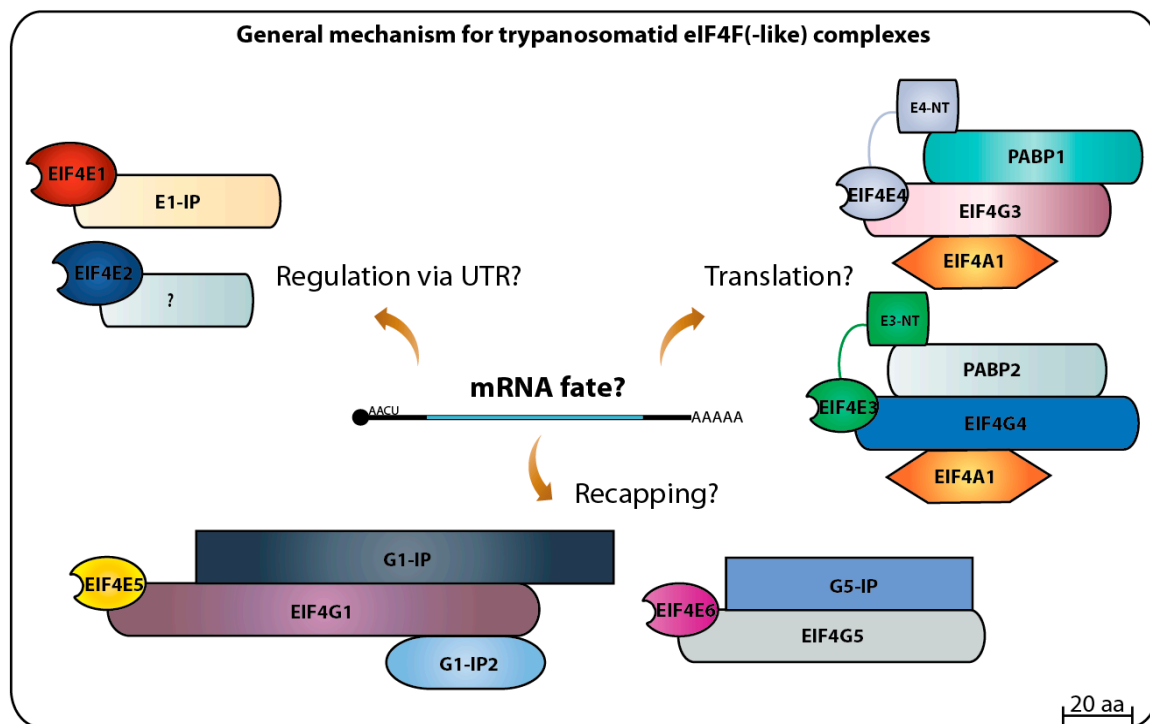 General mechanism for trypanosomatid eIF4F(-like) complexes
EIF4E1
E1-IP
EIF4E2
?
Regulation via UTR?
Translation?
E4-NT
PABP1
EIF4E4
EIF4G3
EIF4A1
E3-NT
PABP2
EIF4E3
EIF4G4
EIF4A1
mRNA fate?
AACU
AAAAA
Recapping?
G1-IP
EIF4E5
EIF4G1
G1-IP2
G5-IP
EIF4E6
EIF4G5
20 aa